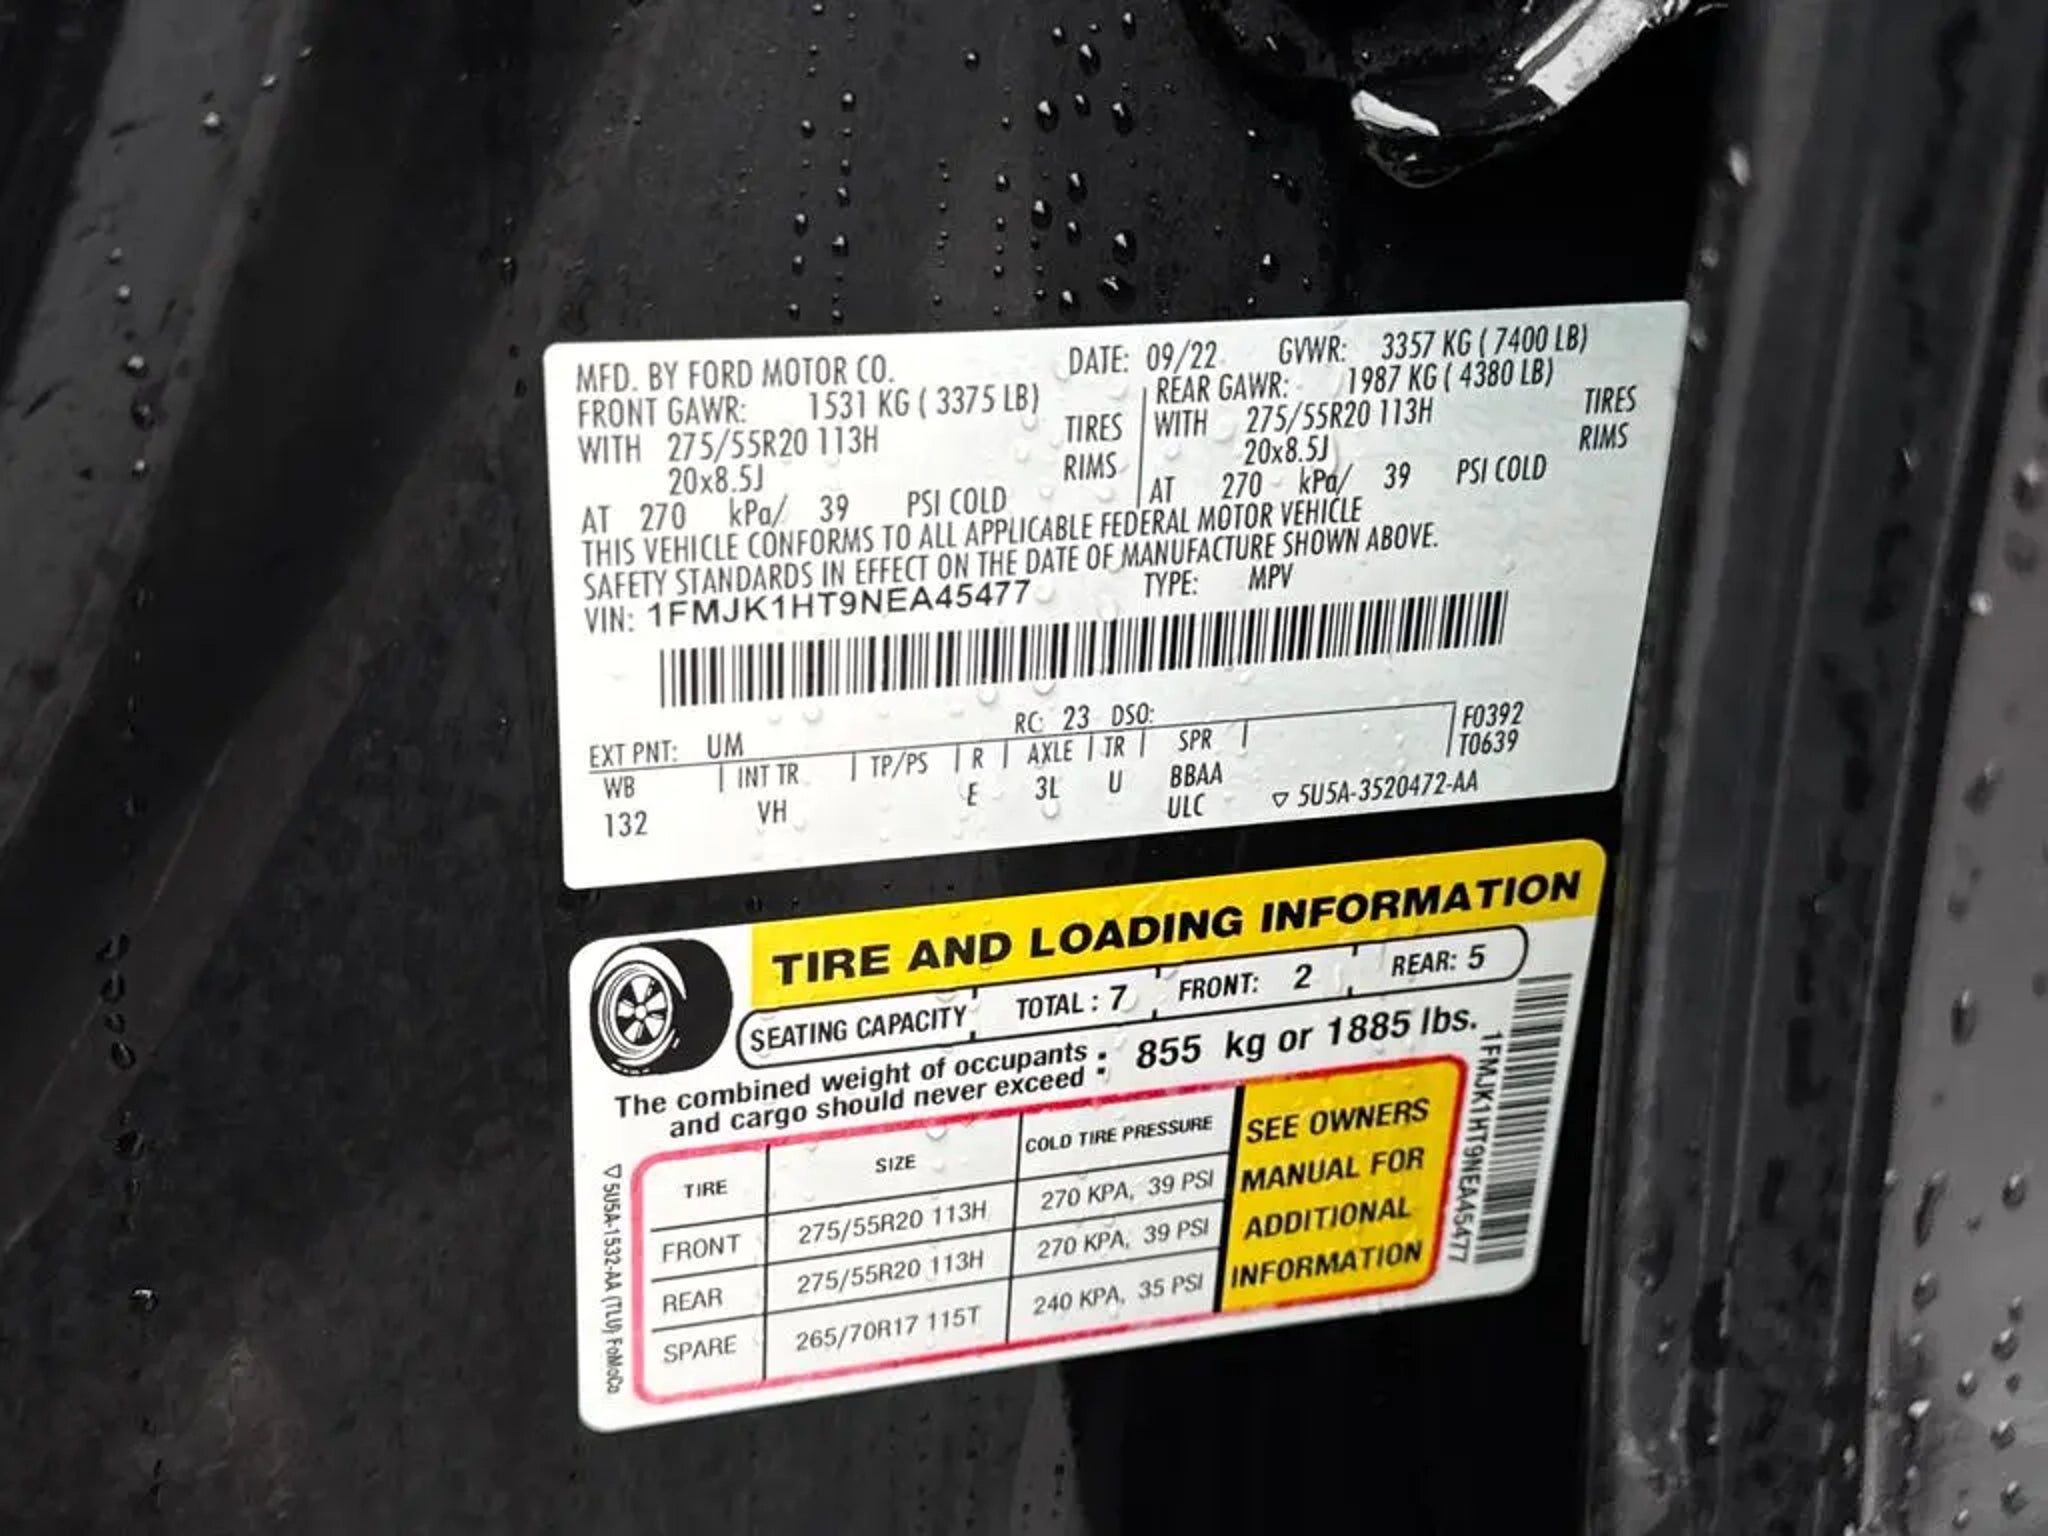 MFD. BY FORD MOTOR CO. DATE: 09/22 GVWR: 3357 KG ( 7400 LB)
FRONT GAWR: 1531 KG ( 3375 LB) REAR GAWR: 1987 KG ( 4380 LB)
WITH 275/55R20 113H TIRES WITH 275/55R20 113H TIRES
20x8.5J RIMS 20x8.5J RIMS
AT 270 kPa/ 39 PSI COLD AT 270 kPa/ 39 PSI COLD
THIS VEHICLE CONFORMS TO ALL APPLICABLE FEDERAL MOTOR VEHICLE
SAFETY STANDARDS IN EFFECT ON THE DATE OF MANUFACTURE SHOWN ABOVE.
VIN: 1FMJK1HT9NEA45477 TYPE: MPV
EXT PNT: UM RC: 23 DSO: F0392
WB INT TR TP/PS R AXLE TR SPR T0639
132 VH E 3L U BBAA
ULC ▽ 5U5A-3520472-AA
TIRE AND LOADING INFORMATION
SEATING CAPACITY TOTAL : 7 FRONT: 2 REAR: 5
The combined weight of occupants
and cargo should never exceed : 855 kg or 1885 lbs.
TIRE SIZE COLD TIRE PRESSURE
FRONT 275/55R20 113H 270 KPA, 39 PSI
REAR 275/55R20 113H 270 KPA, 39 PSI
SPARE 265/70R17 115T 240 KPA, 35 PSI
SEE OWNERS
MANUAL FOR
ADDITIONAL
INFORMATION
1FMJK1HT9NEA45477
▽ 5U5A-1532-AA (TLU) FoMoCo